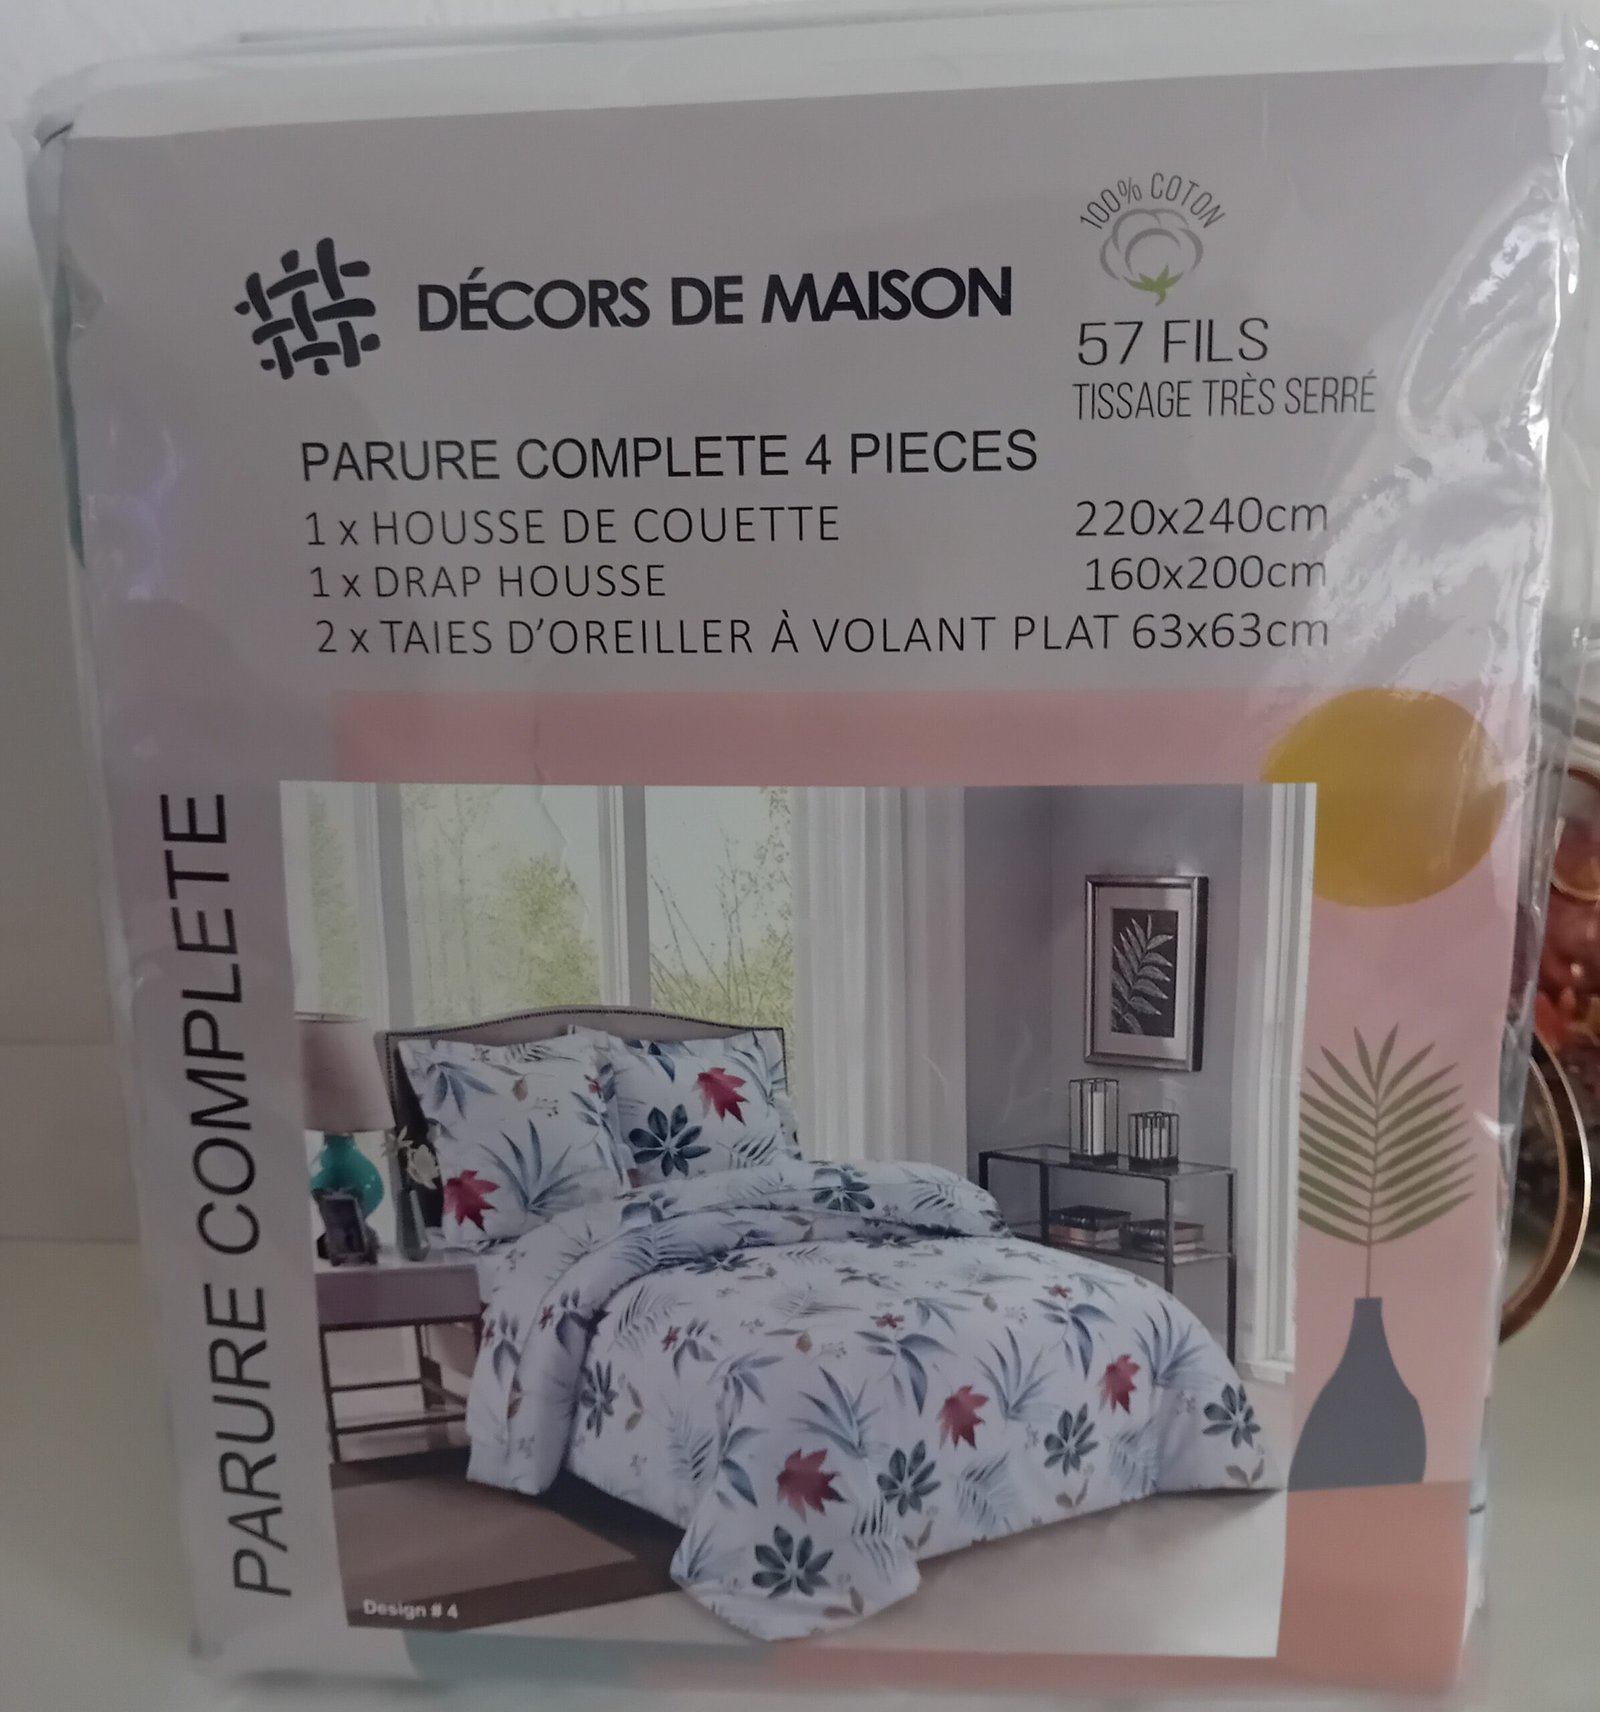 100% COTON
DÉCORS DE MAISON
57 FILS
TISSAGE TRÈS SERRÉ
PARURE COMPLETE 4 PIECES
1 x HOUSSE DE COUETTE 220x240cm
1 x DRAP HOUSSE 160x200cm
2 x TAIES D'OREILLER À VOLANT PLAT 63x63cm
PARURE COMPLETE
Design # 4